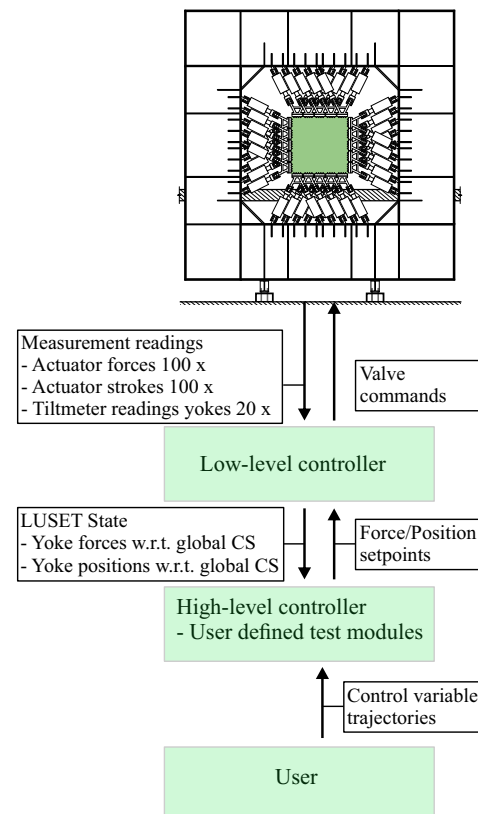 Measurement readings
- Actuator forces 100 x
- Actuator strokes 100 x
- Tiltmeter readings yokes 20 x
Valve
commands
Low-level controller
LUSET State
- Yoke forces w.r.t. global CS
- Yoke positions w.r.t. global CS
Force/Position
setpoints
High-level controller
- User defined test modules
Control variable
trajectories
User